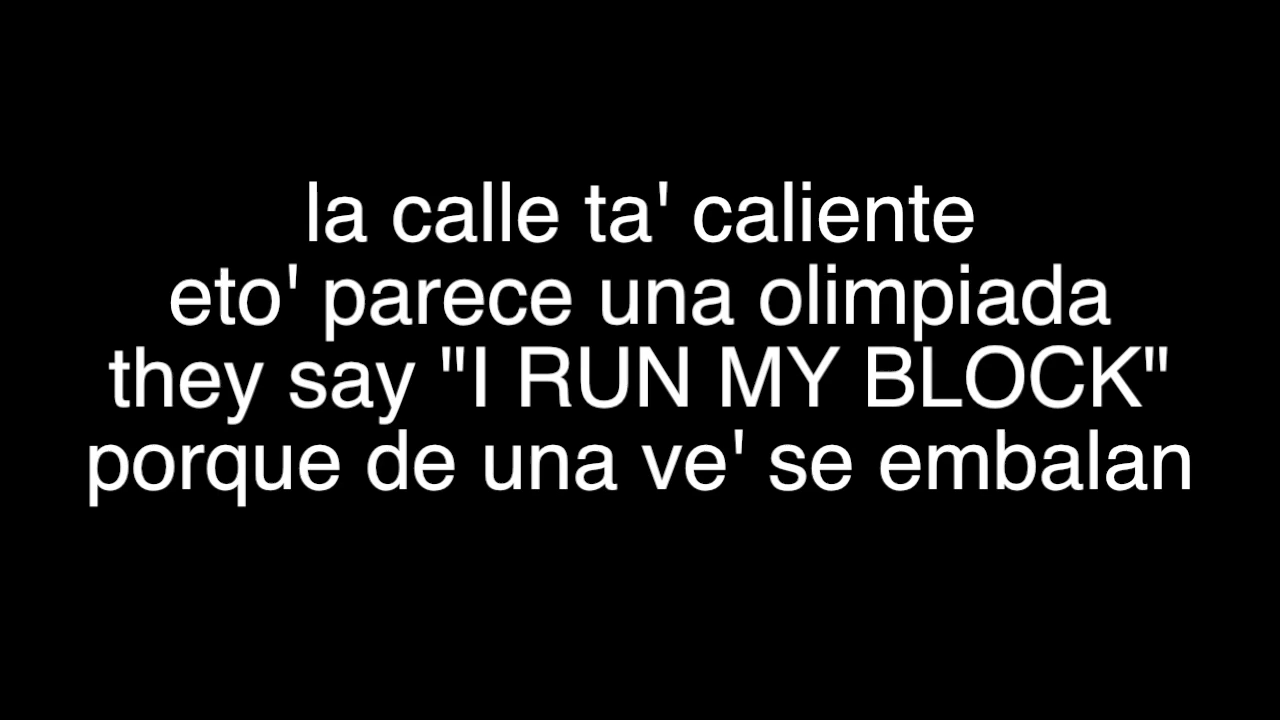 la calle ta' caliente
eto' parece una olimpiada
they say "I RUN MY BLOCK"
porque de una ve' se embalan